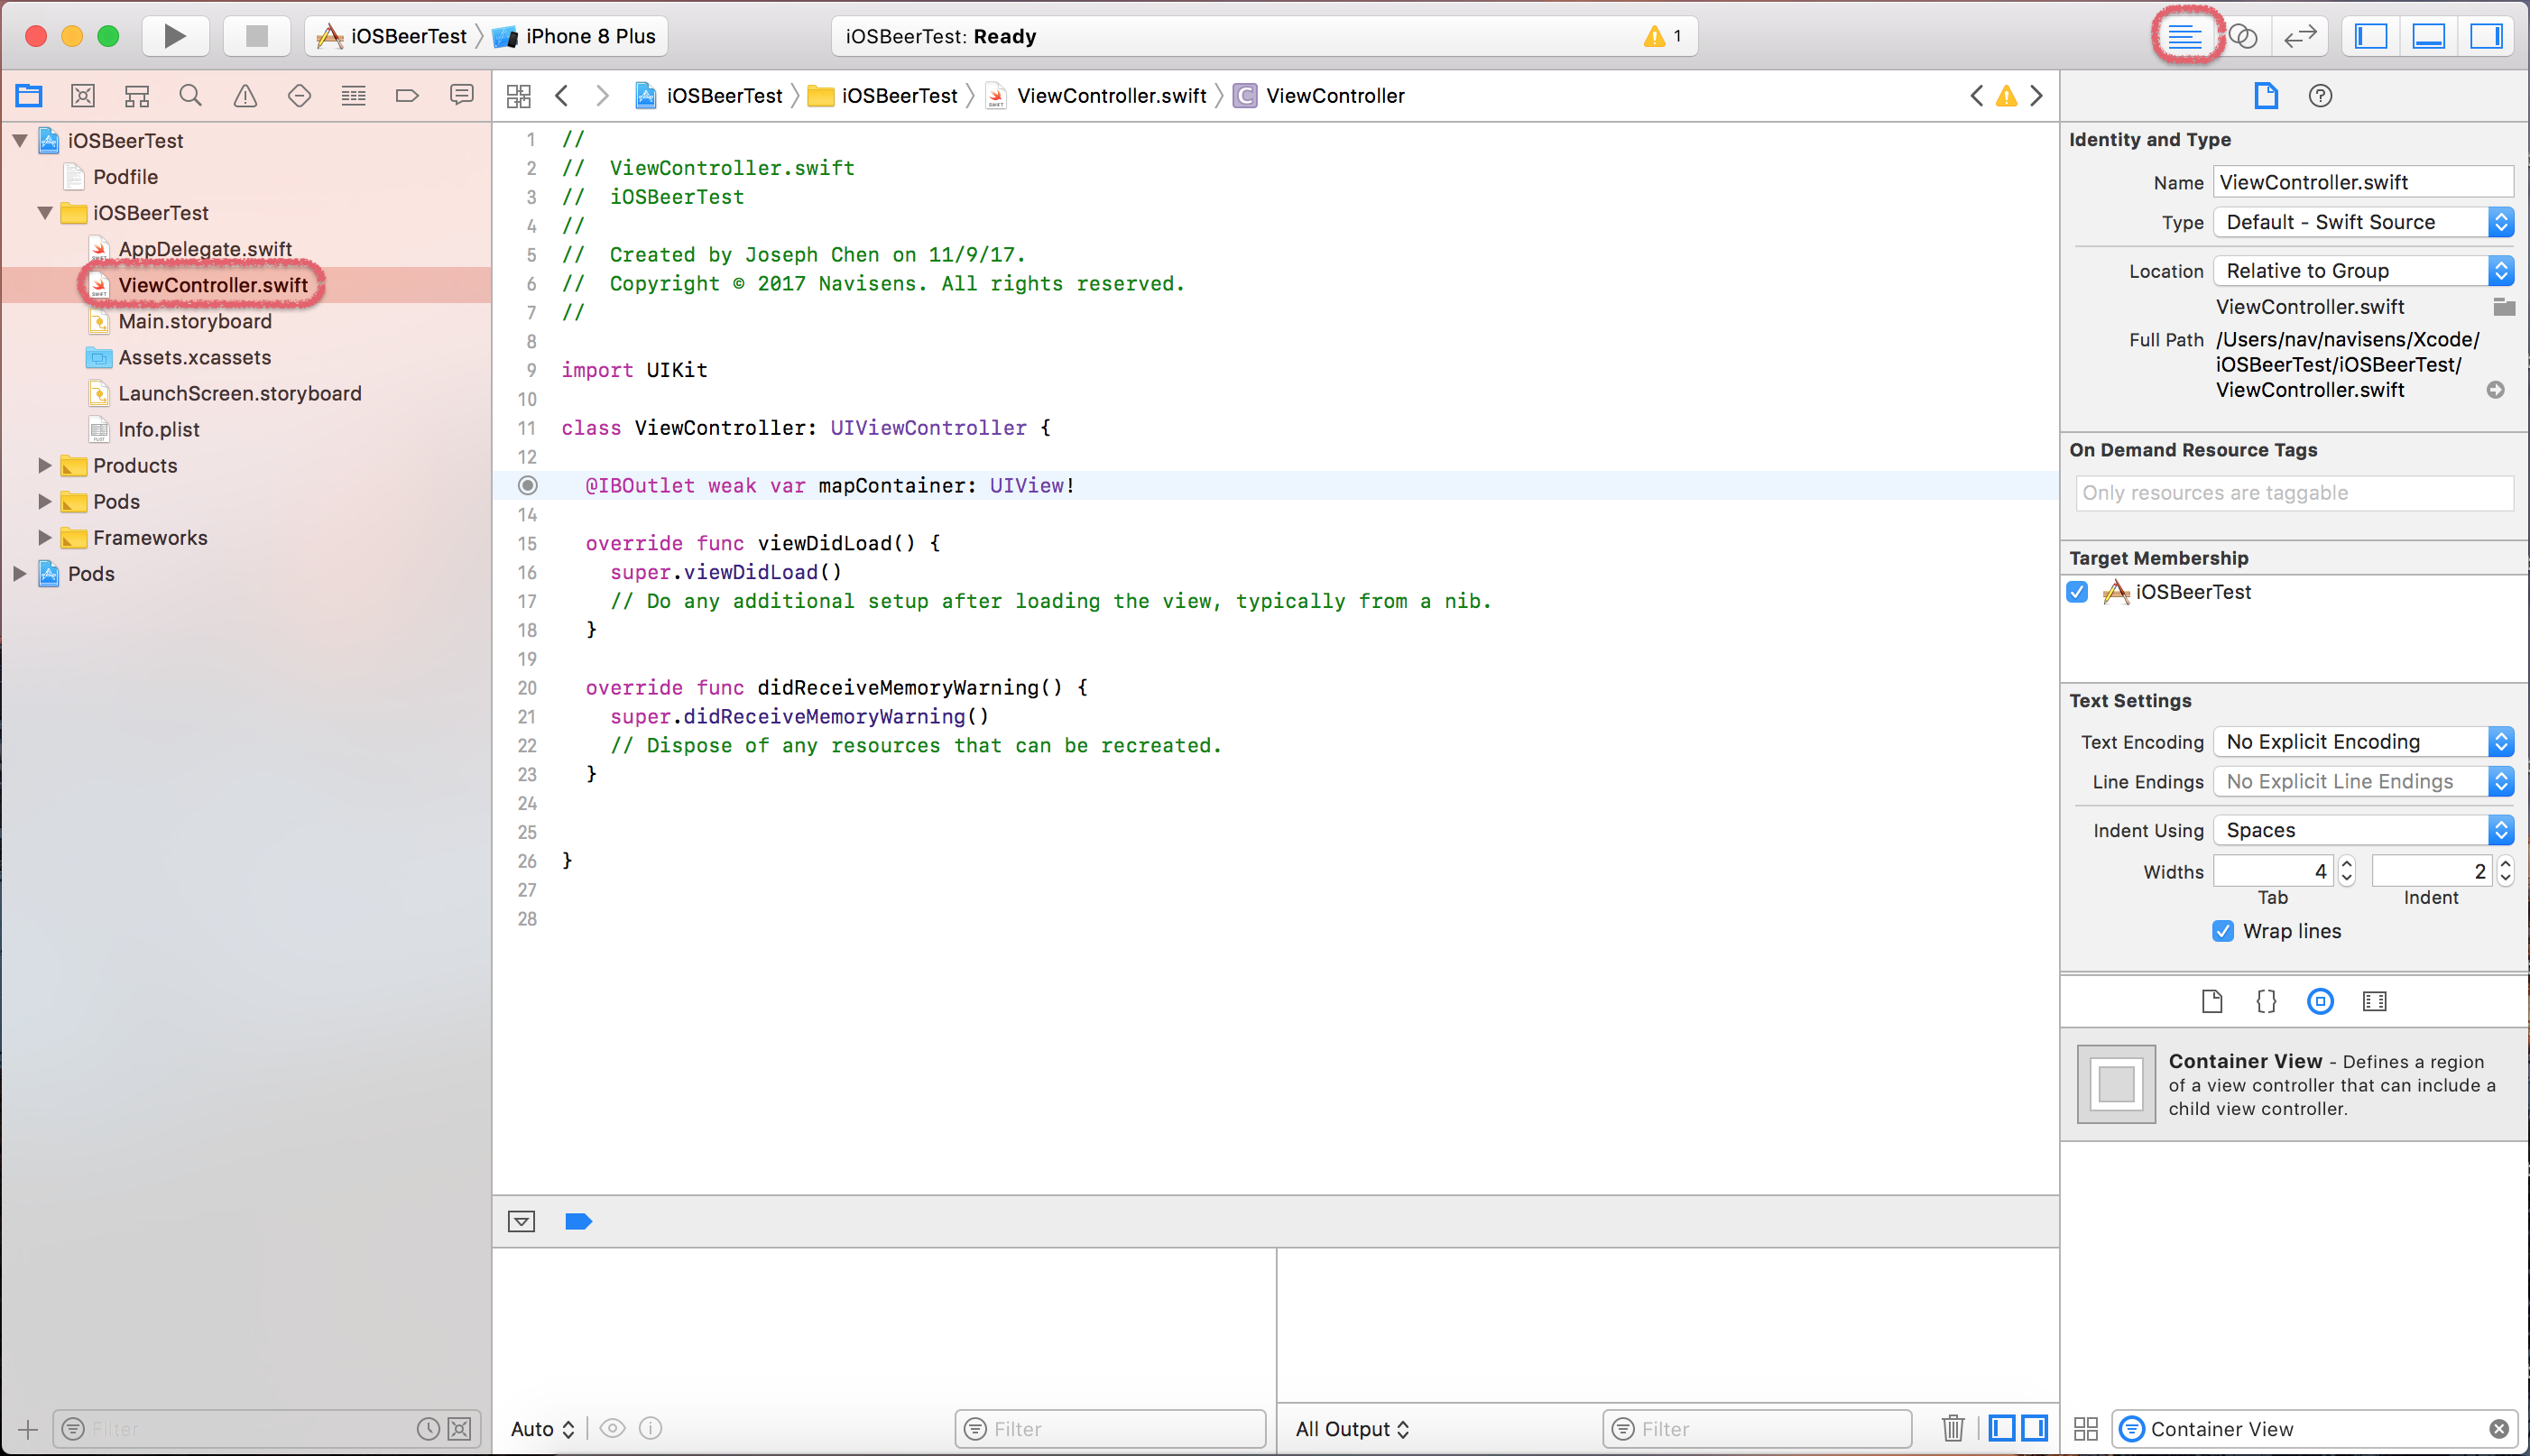 iOSBeerTest iPhone 8 Plus
iOSBeerTest: Ready
1
iOSBeerTest
Podfile
iOSBeerTest
AppDelegate.swift
ViewController.swift
Main.storyboard
Assets.xcassets
LaunchScreen.storyboard
Info.plist
Products
Pods
Frameworks
Pods
Filter
iOSBeerTest iOSBeerTest ViewController.swift C ViewController
1 //
2 //  ViewController.swift
3 //  iOSBeerTest
4 //
5 //  Created by Joseph Chen on 11/9/17.
6 //  Copyright © 2017 Navisens. All rights reserved.
7 //
8
9 import UIKit
10
11 class ViewController: UIViewController {
12
@IBOutlet weak var mapContainer: UIView!
14
15 override func viewDidLoad() {
16 super.viewDidLoad()
17 // Do any additional setup after loading the view, typically from a nib.
18 }
19
20 override func didReceiveMemoryWarning() {
21 super.didReceiveMemoryWarning()
22 // Dispose of any resources that can be recreated.
23 }
24
25
26 }
27
28
Auto
Filter
All Output
Filter
Identity and Type
Name ViewController.swift
Type Default - Swift Source
Location Relative to Group
ViewController.swift
Full Path /Users/nav/navisens/Xcode/
iOSBeerTest/iOSBeerTest/
ViewController.swift
On Demand Resource Tags
Only resources are taggable
Target Membership
iOSBeerTest
Text Settings
Text Encoding No Explicit Encoding
Line Endings No Explicit Line Endings
Indent Using Spaces
Widths 4 2
Tab Indent
Wrap lines
{}
Container View - Defines a region
of a view controller that can include a
child view controller.
Container View